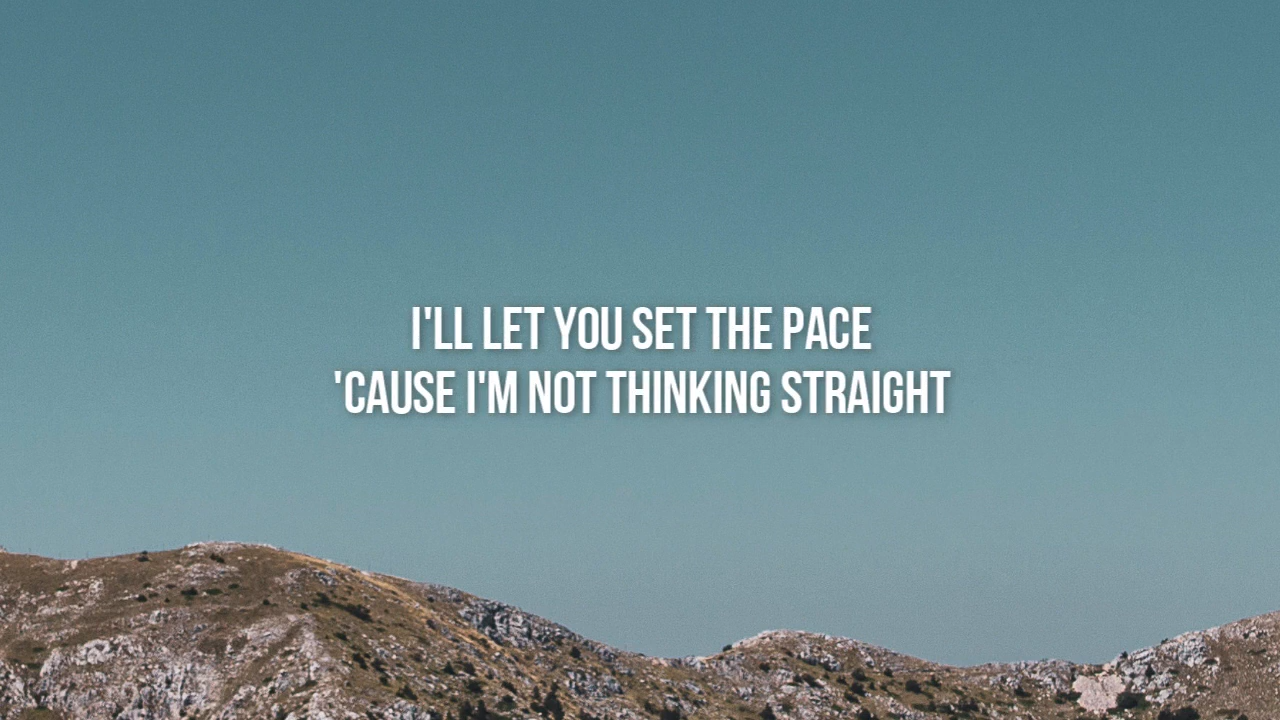 I'LL LET YOU SET THE PACE
'CAUSE I'M NOT THINKING STRAIGHT